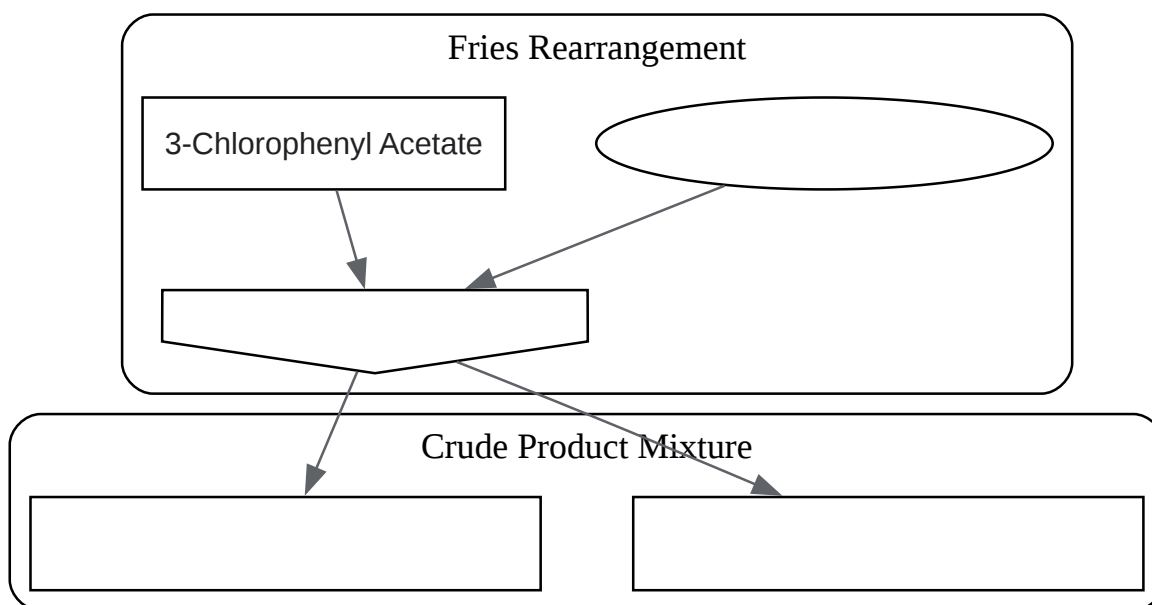 Fries Rearrangement
3-Chlorophenyl Acetate
Crude Product Mixture